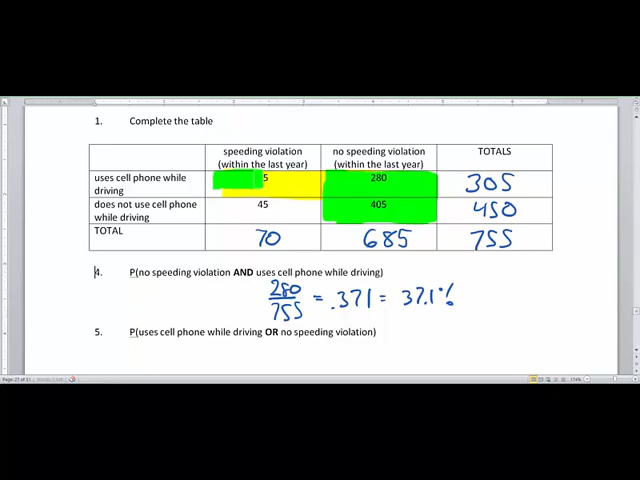 1. Complete the table
speeding violation (within the last year) no speeding violation (within the last year) TOTALS
uses cell phone while driving 5 280 305
does not use cell phone while driving 45 405 450
TOTAL 70 685 755
4. P(no speeding violation AND uses cell phone while driving)
280/755 = .371 = 37.1%
5. P(uses cell phone while driving OR no speeding violation)